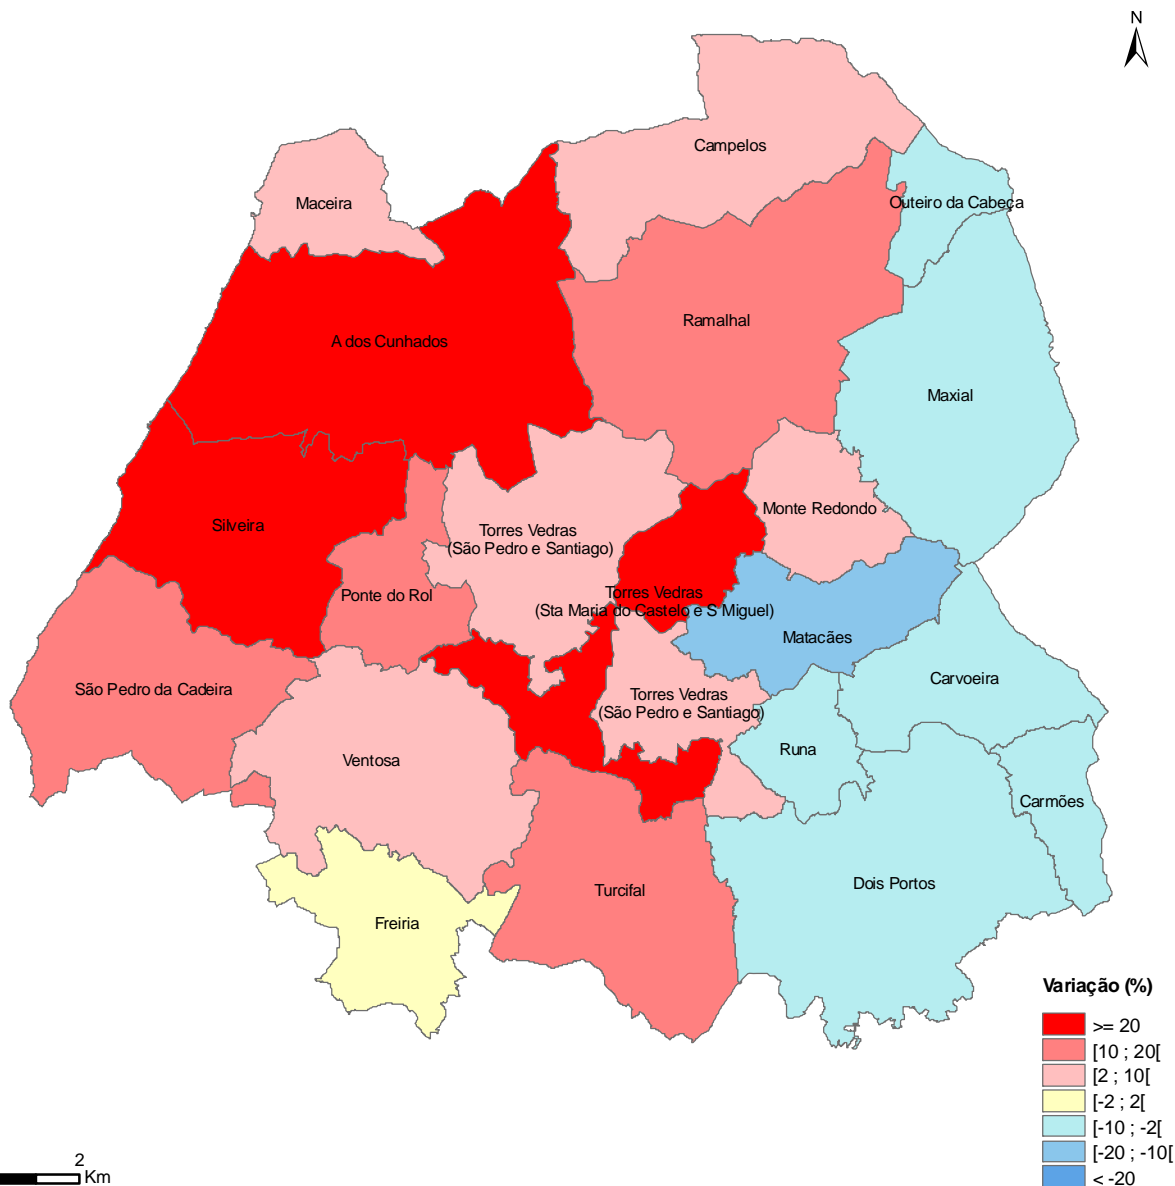 N
Campelos
Maceira
Outeiro da Cabeça
Ramalhal
A dos Cunhados
Maxial
Monte Redondo
Silveira
Torres Vedras
(São Pedro e Santiago)
Ponte do Rol
Torres Vedras
(Sta Maria do Castelo e S Miguel)
Matacães
Carvoeira
São Pedro da Cadeira
Torres Vedras
(São Pedro e Santiago)
Runa
Ventosa
Carmões
Dois Portos
Turcifal
Freiria
Variação (%)
>= 20
[10 ; 20[
[2 ; 10[
[-2 ; 2[
[-10 ; -2[
[-20 ; -10[
< -20
2
Km